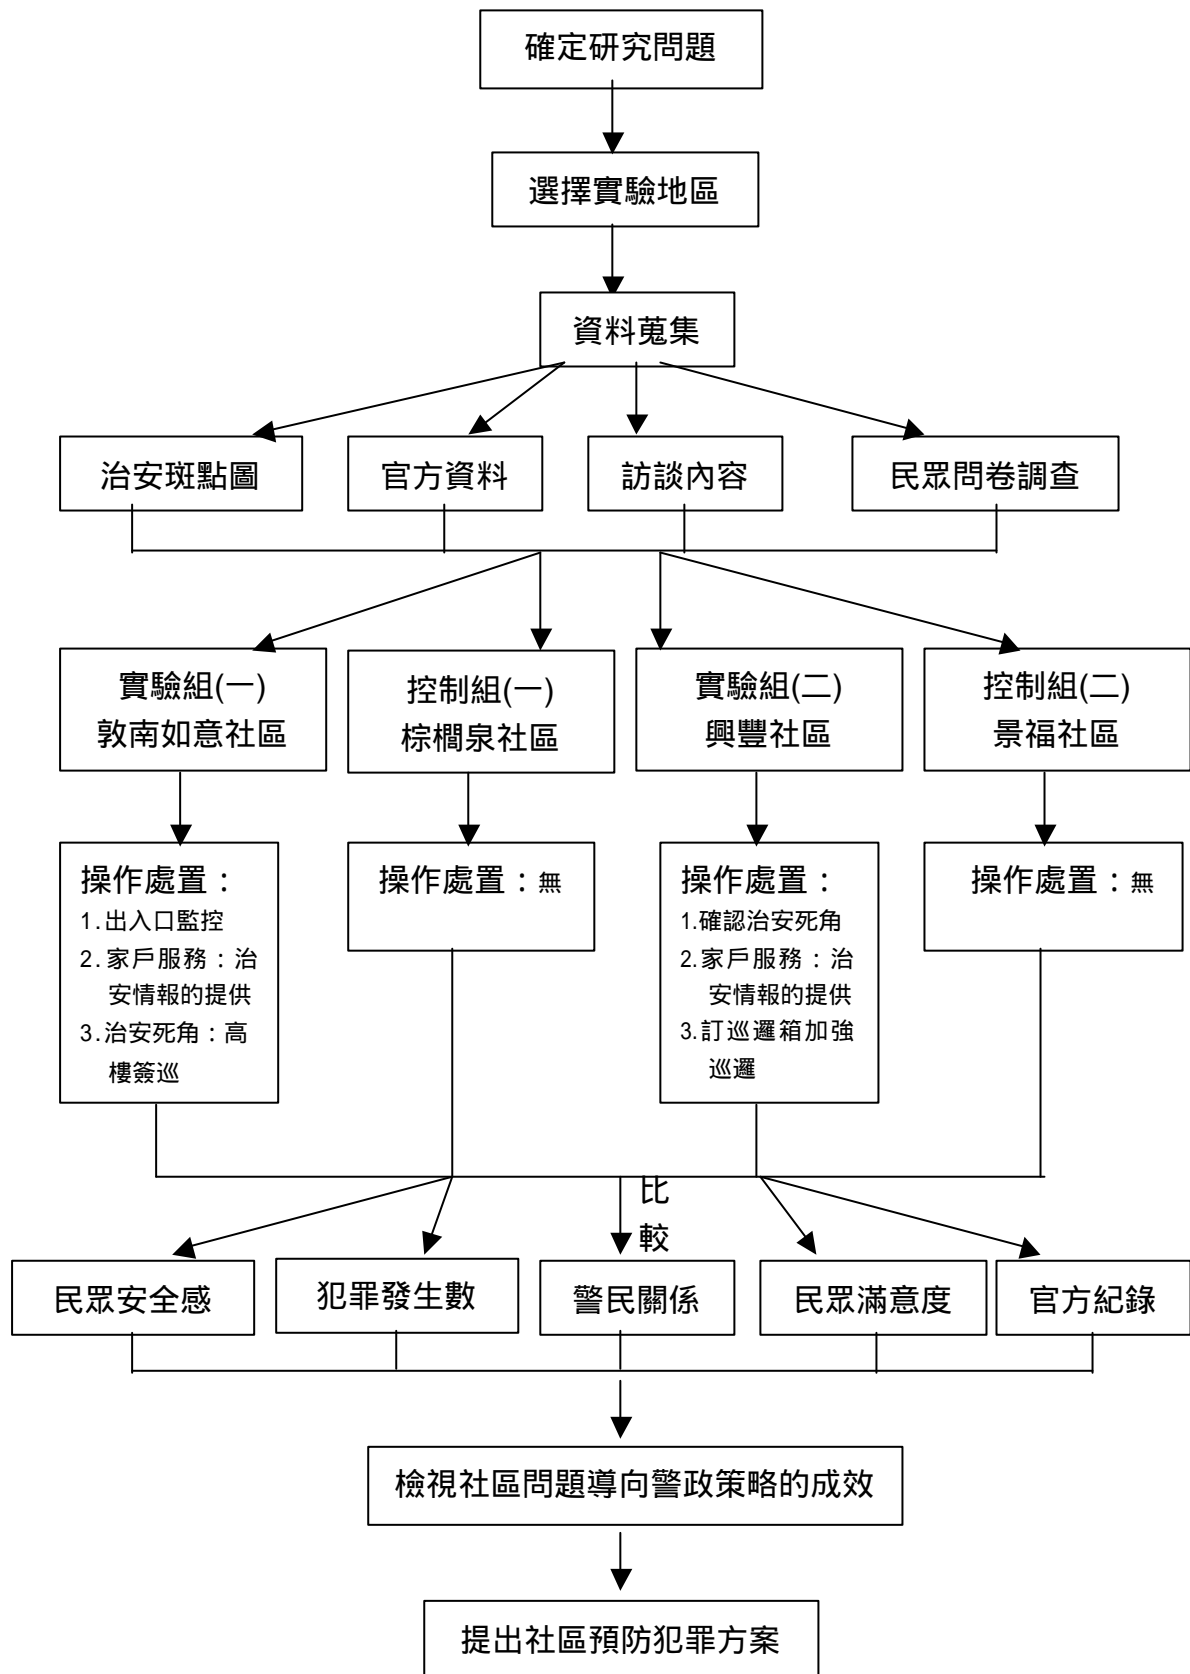 確定研究問題
選擇實驗地區
資料蒐集
治安斑點圖
官方資料
訪談內容
民眾問卷調查
實驗組(一)
敦南如意社區
控制組(一)
棕櫚泉社區
實驗組(二)
興豐社區
控制組(二)
景福社區
操作處置：
1.出入口監控
2.家戶服務：治
安情報的提供
3.治安死角：高
樓簽巡
操作處置：無
操作處置：
1.確認治安死角
2.家戶服務：治
安情報的提供
3.訂巡邏箱加強
巡邏
操作處置：無
比
較
民眾安全感
犯罪發生數
警民關係
民眾滿意度
官方紀錄
檢視社區問題導向警政策略的成效
提出社區預防犯罪方案